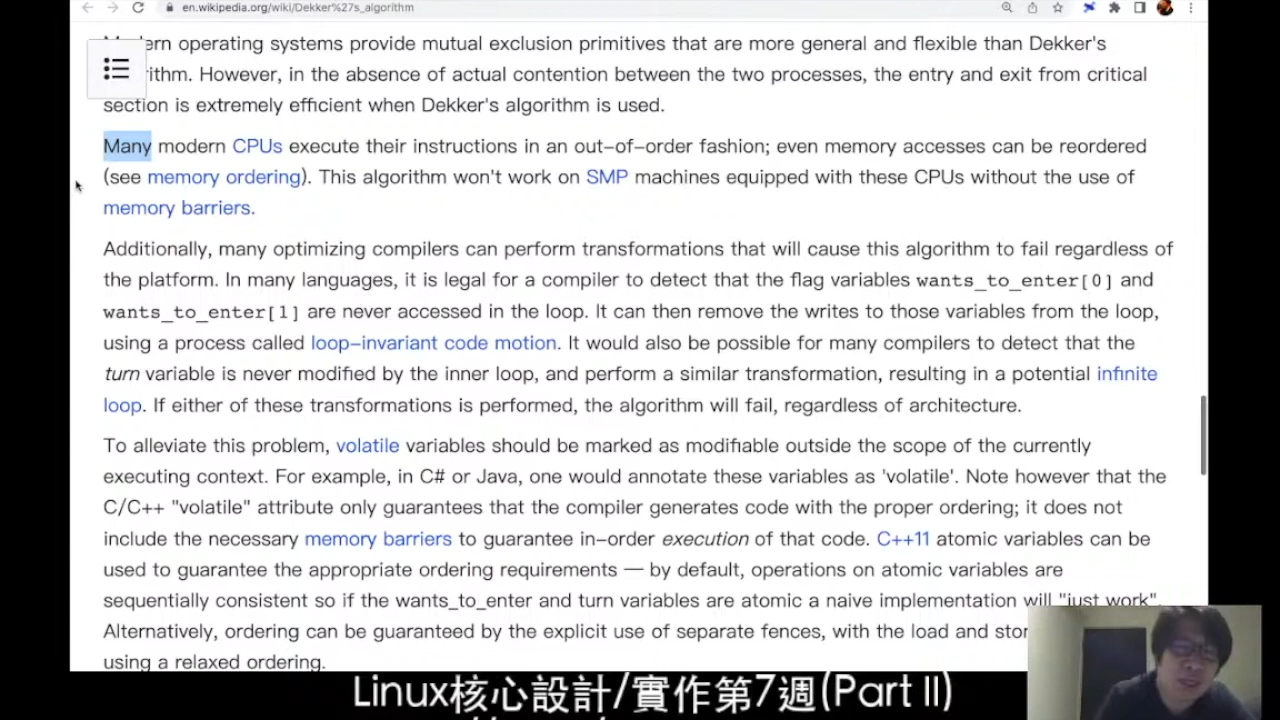 en.wikipedia.org/wiki/Dekker%27s_algorithm
Modern operating systems provide mutual exclusion primitives that are more general and flexible than Dekker's
However, in the absence of actual contention between the two processes, the entry and exit from critical
section is extremely efficient when Dekker's algorithm is used.
Many modern CPUs execute their instructions in an out-of-order fashion; even memory accesses can be reordered
(see memory ordering). This algorithm won't work on SMP machines equipped with these CPUs without the use of
memory barriers.
Additionally, many optimizing compilers can perform transformations that will cause this algorithm to fail regardless of
the platform. In many languages, it is legal for a compiler to detect that the flag variables wants_to_enter[0] and
wants_to_enter[1] are never accessed in the loop. It can then remove the writes to those variables from the loop,
using a process called loop-invariant code motion. It would also be possible for many compilers to detect that the
turn variable is never modified by the inner loop, and perform a similar transformation, resulting in a potential infinite
loop. If either of these transformations is performed, the algorithm will fail, regardless of architecture.
To alleviate this problem, volatile variables should be marked as modifiable outside the scope of the currently
executing context. For example, in C# or Java, one would annotate these variables as 'volatile'. Note however that the
C/C++ "volatile" attribute only guarantees that the compiler generates code with the proper ordering; it does not
include the necessary memory barriers to guarantee in-order execution of that code. C++11 atomic variables can be
used to guarantee the appropriate ordering requirements — by default, operations on atomic variables are
sequentially consistent so if the wants_to_enter and turn variables are atomic a naive implementation will "just work".
Alternatively, ordering can be guaranteed by the explicit use of separate fences, with the load and
using a relaxed ordering.
Linux核心設計/實作第7週(Part II)